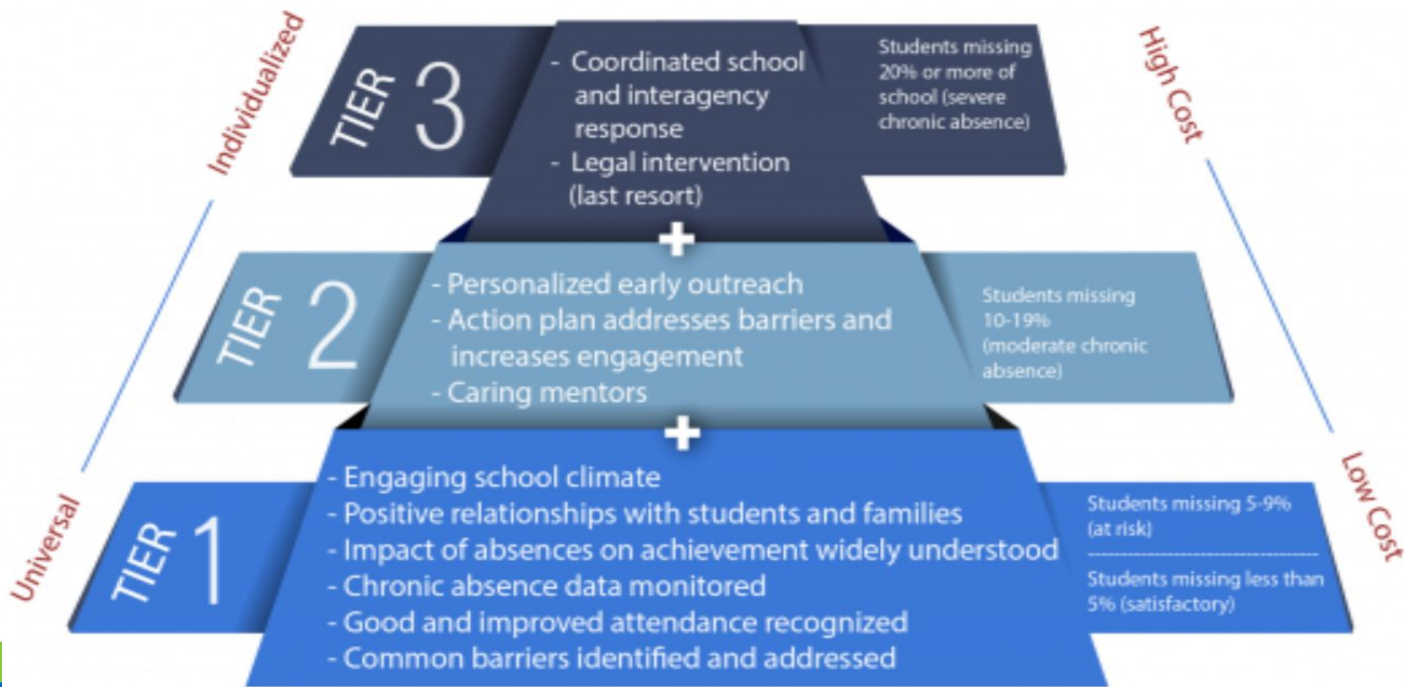 Individualized
TIER 3
- Coordinated school
and interagency
response
- Legal intervention
(last resort)
Students missing
20% or more of
school (severe
chronic absence)
High Cost
+
TIER 2
- Personalized early outreach
- Action plan addresses barriers and
increases engagement
- Caring mentors
Students missing
10-19%
(moderate chronic
absence)
+
Universal
TIER 1
- Engaging school climate
- Positive relationships with students and families
- Impact of absences on achievement widely understood
- Chronic absence data monitored
- Good and improved attendance recognized
- Common barriers identified and addressed
Students missing 5-9%
(at risk)
Students missing less than
5% (satisfactory)
Low Cost